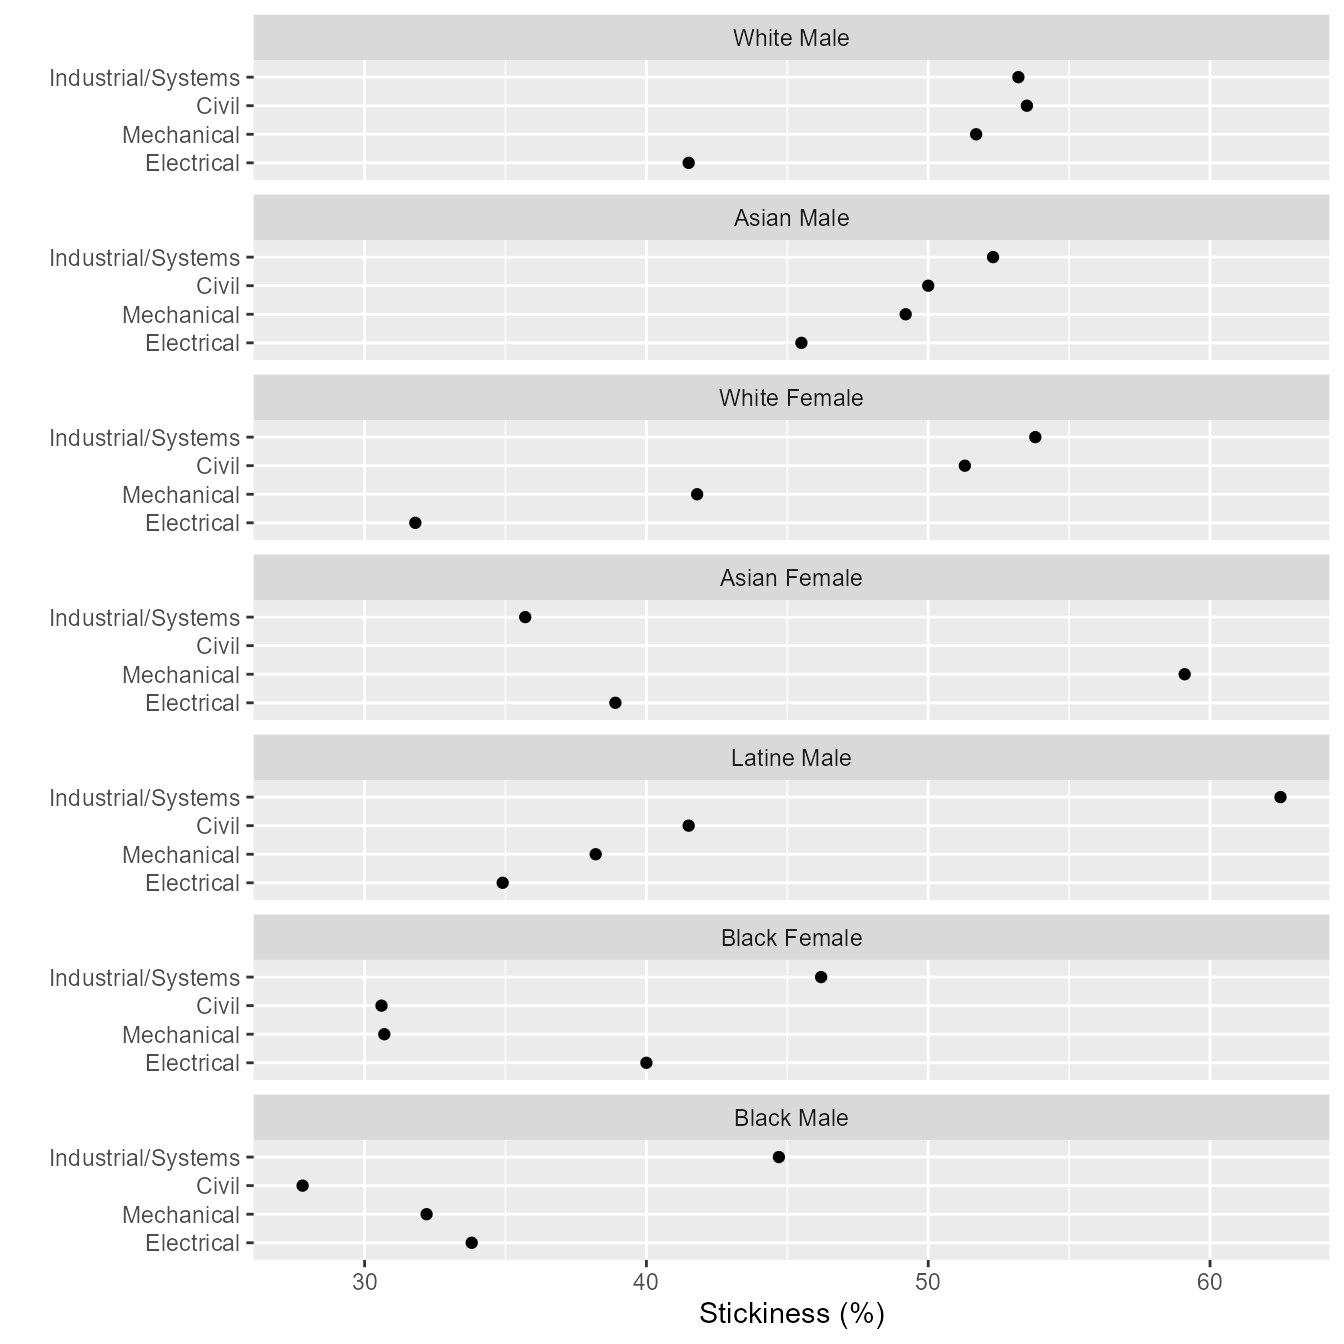 White Male
Industrial/Systems
Civil
Mechanical
Electrical
Asian Male
Industrial/Systems
Civil
Mechanical
Electrical
White Female
Industrial/Systems
Civil
Mechanical
Electrical
Asian Female
Industrial/Systems
Civil
Mechanical
Electrical
Latine Male
Industrial/Systems
Civil
Mechanical
Electrical
Black Female
Industrial/Systems
Civil
Mechanical
Electrical
Black Male
Industrial/Systems
Civil
Mechanical
Electrical
30 40 50 60
Stickiness (%)